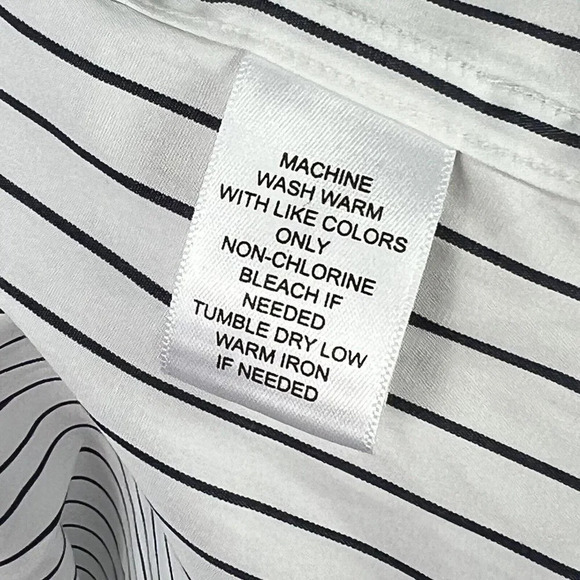 MACHINE
WASH WARM
WITH LIKE COLORS
ONLY
NON-CHLORINE
BLEACH IF
NEEDED
TUMBLE DRY LOW
WARM IRON
IF NEEDED